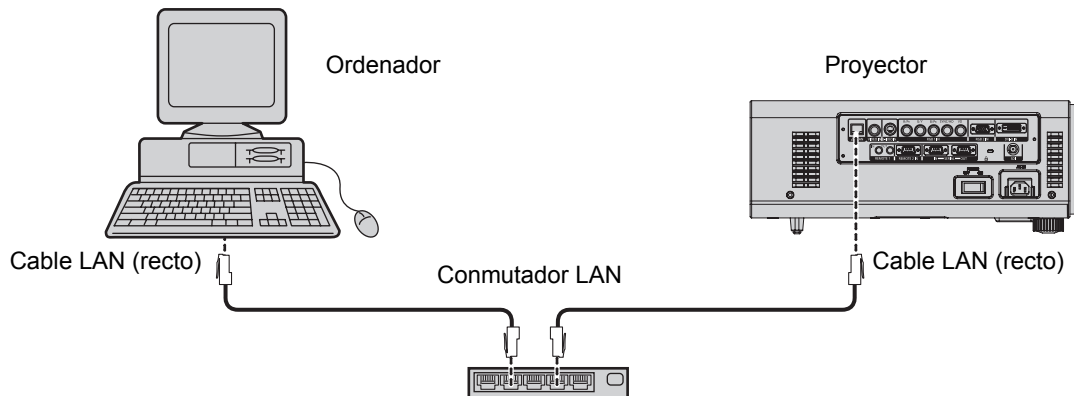 Ordenador
Proyector
Cable LAN (recto)
Conmutador LAN
Cable LAN (recto)